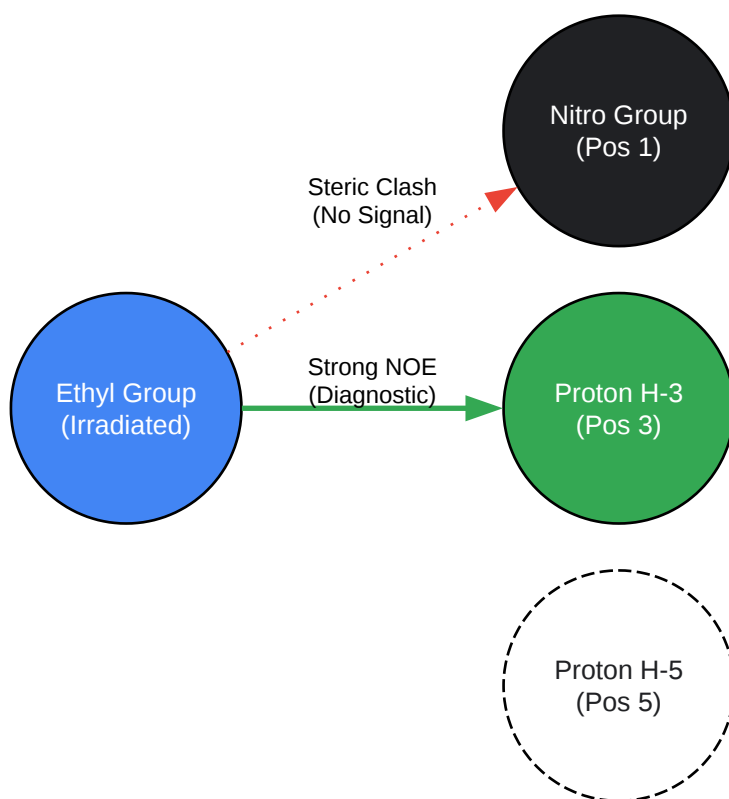 Nitro Group
(Pos 1)
Steric Clash
(No Signal)
Ethyl Group
(Irradiated)
Strong NOE
(Diagnostic)
Proton H-3
(Pos 3)
Proton H-5
(Pos 5)